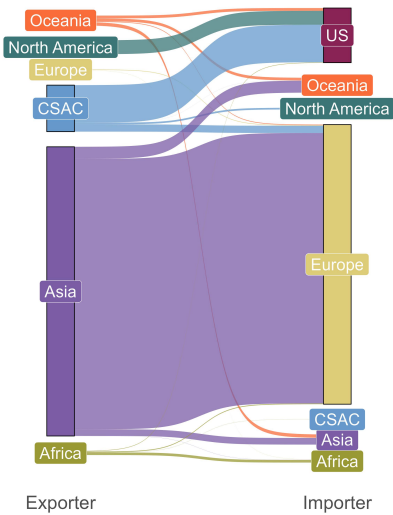 Oceania
North America
Europe
CSAC
Asia
Africa
US
Oceania
North America
Europe
CSAC
Asia
Africa
Exporter
Importer